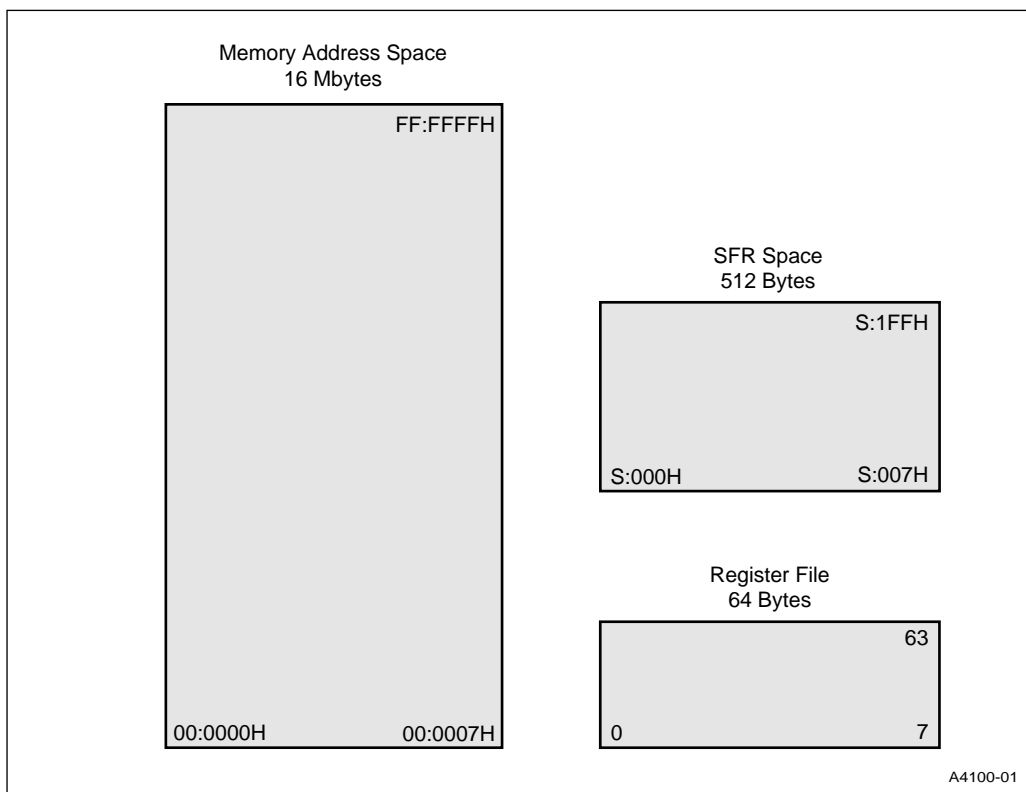 Memory Address Space
16 Mbytes
FF:FFFFH
00:0000H 00:0007H
SFR Space
512 Bytes
S:1FFH
S:000H S:007H
Register File
64 Bytes
63
0 7
A4100-01